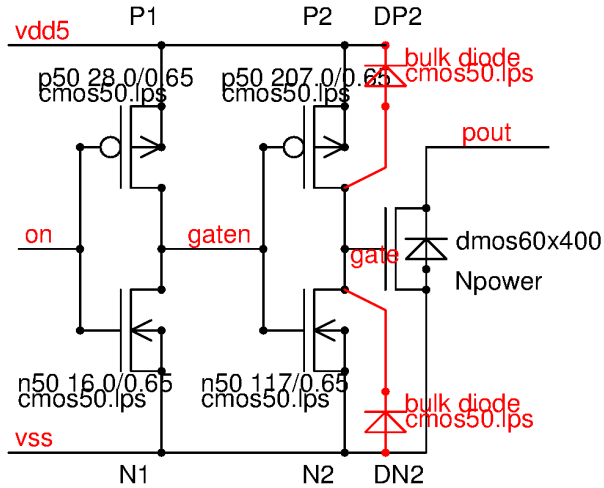 P1 P2 DP2
vdd5
bulk diode
p50 28.0/0.65 p50 207.0/0.65 cmos50.lps
cmos50.lps cmos50.lps
pout
on gaten gate dmos60x400
Npower
n50 16.0/0.65 n50 117/0.65 bulk diode
cmos50.lps cmos50.lps cmos50.lps
vss
N1 N2 DN2